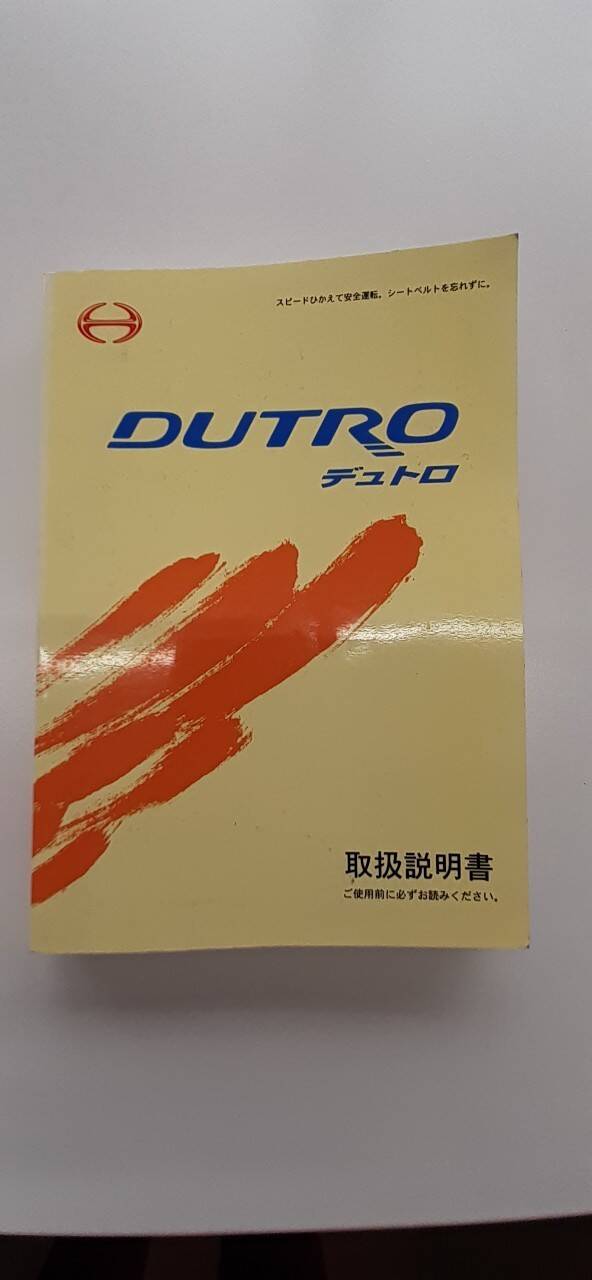 スピードひかえて安全運転。シートベルトを忘れずに。
DUTRO
デュトロ
取扱説明書
ご使用前に必ずお読みください。